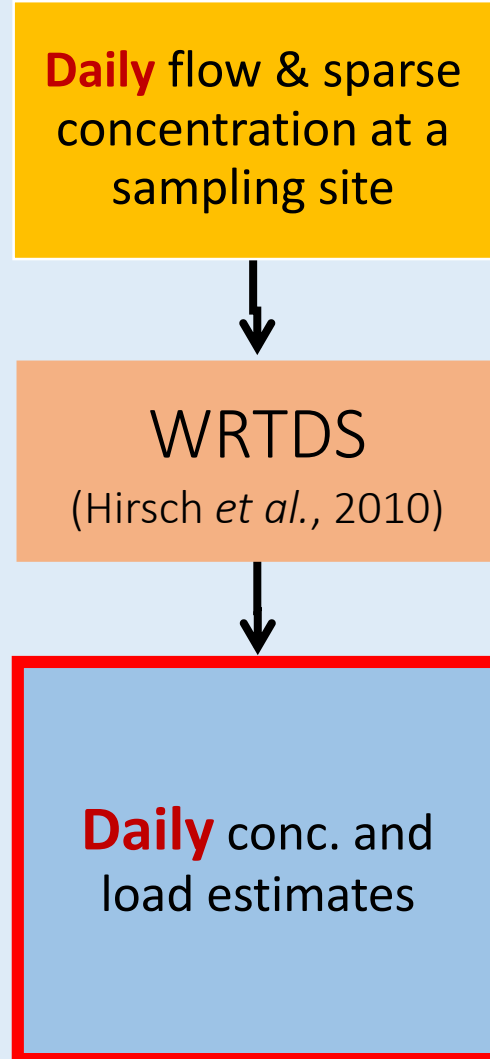 Daily flow & sparse
concentration at a
sampling site
WRTDS
(Hirsch et al., 2010)
Daily conc. and
load estimates